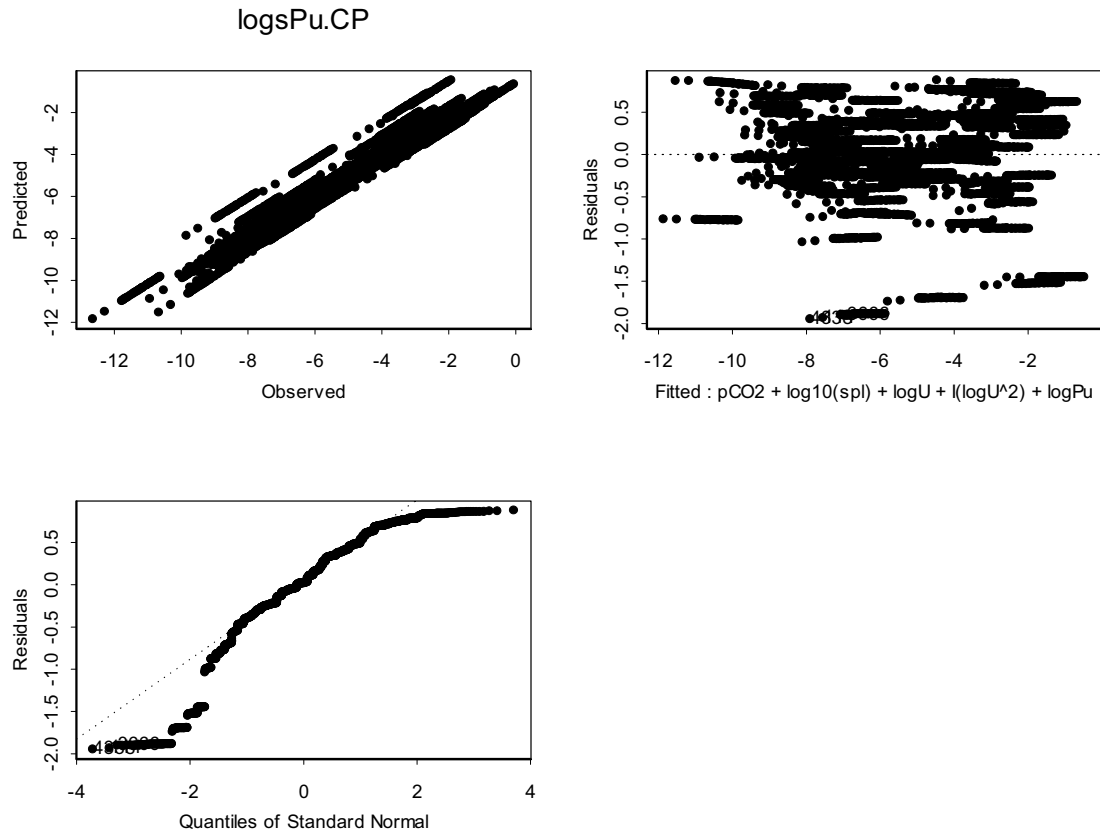 logsPu.CP
-2
-4
-6
-8
-10
-12
Predicted
-12 -10 -8 -6 -4 -2 0
Observed
0.5
0.0
-0.5
-1.0
-1.5
-2.0
Residuals
-12 -10 -8 -6 -4 -2
Fitted : pCO2 + log10(spl) + logU + I(logU^2) + logPu
0.5
0.0
-0.5
-1.0
-1.5
-2.0
Residuals
-4 -2 0 2 4
Quantiles of Standard Normal